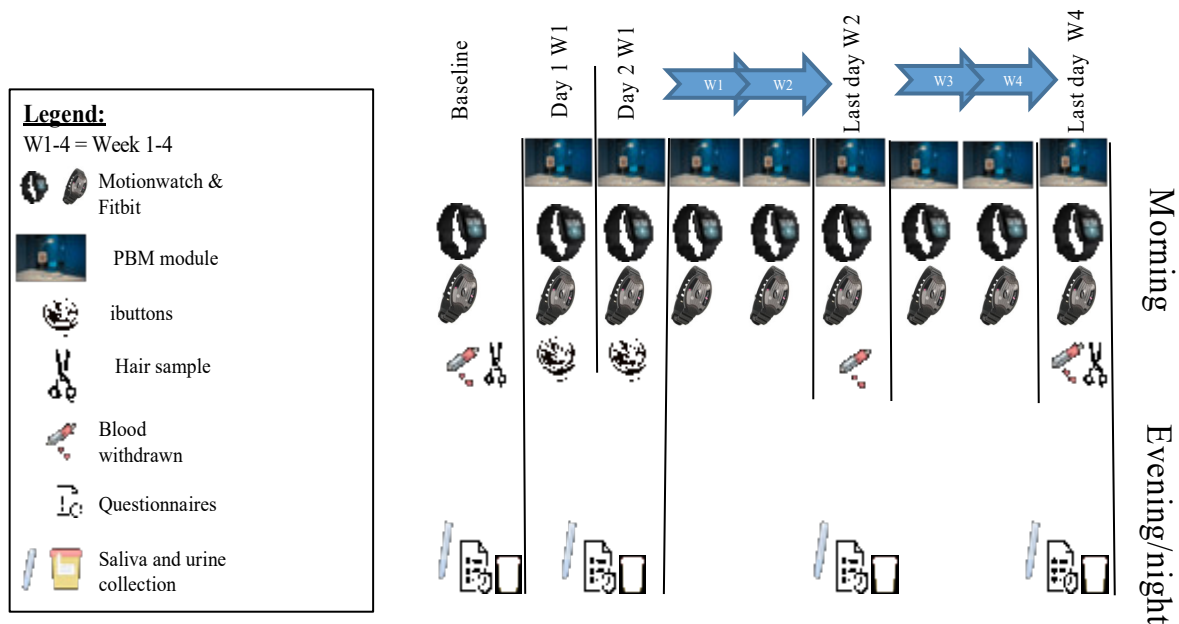 Legend:
W1-4 = Week 1-4
Motionwatch &
Fitbit
PBM module
ibuttons
Hair sample
Blood
withdrawn
Questionnaires
Saliva and urine
collection
Baseline
Day 1 W1
Day 2 W1
W1
W2
Last day W2
W3
W4
Last day W4
Morning
Evening/night